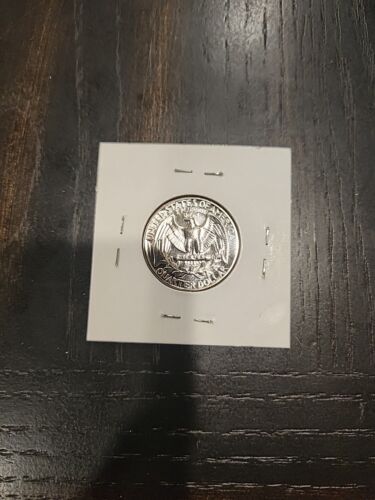 UNITED STATES OF AMERICA
QUARTER DOLLAR